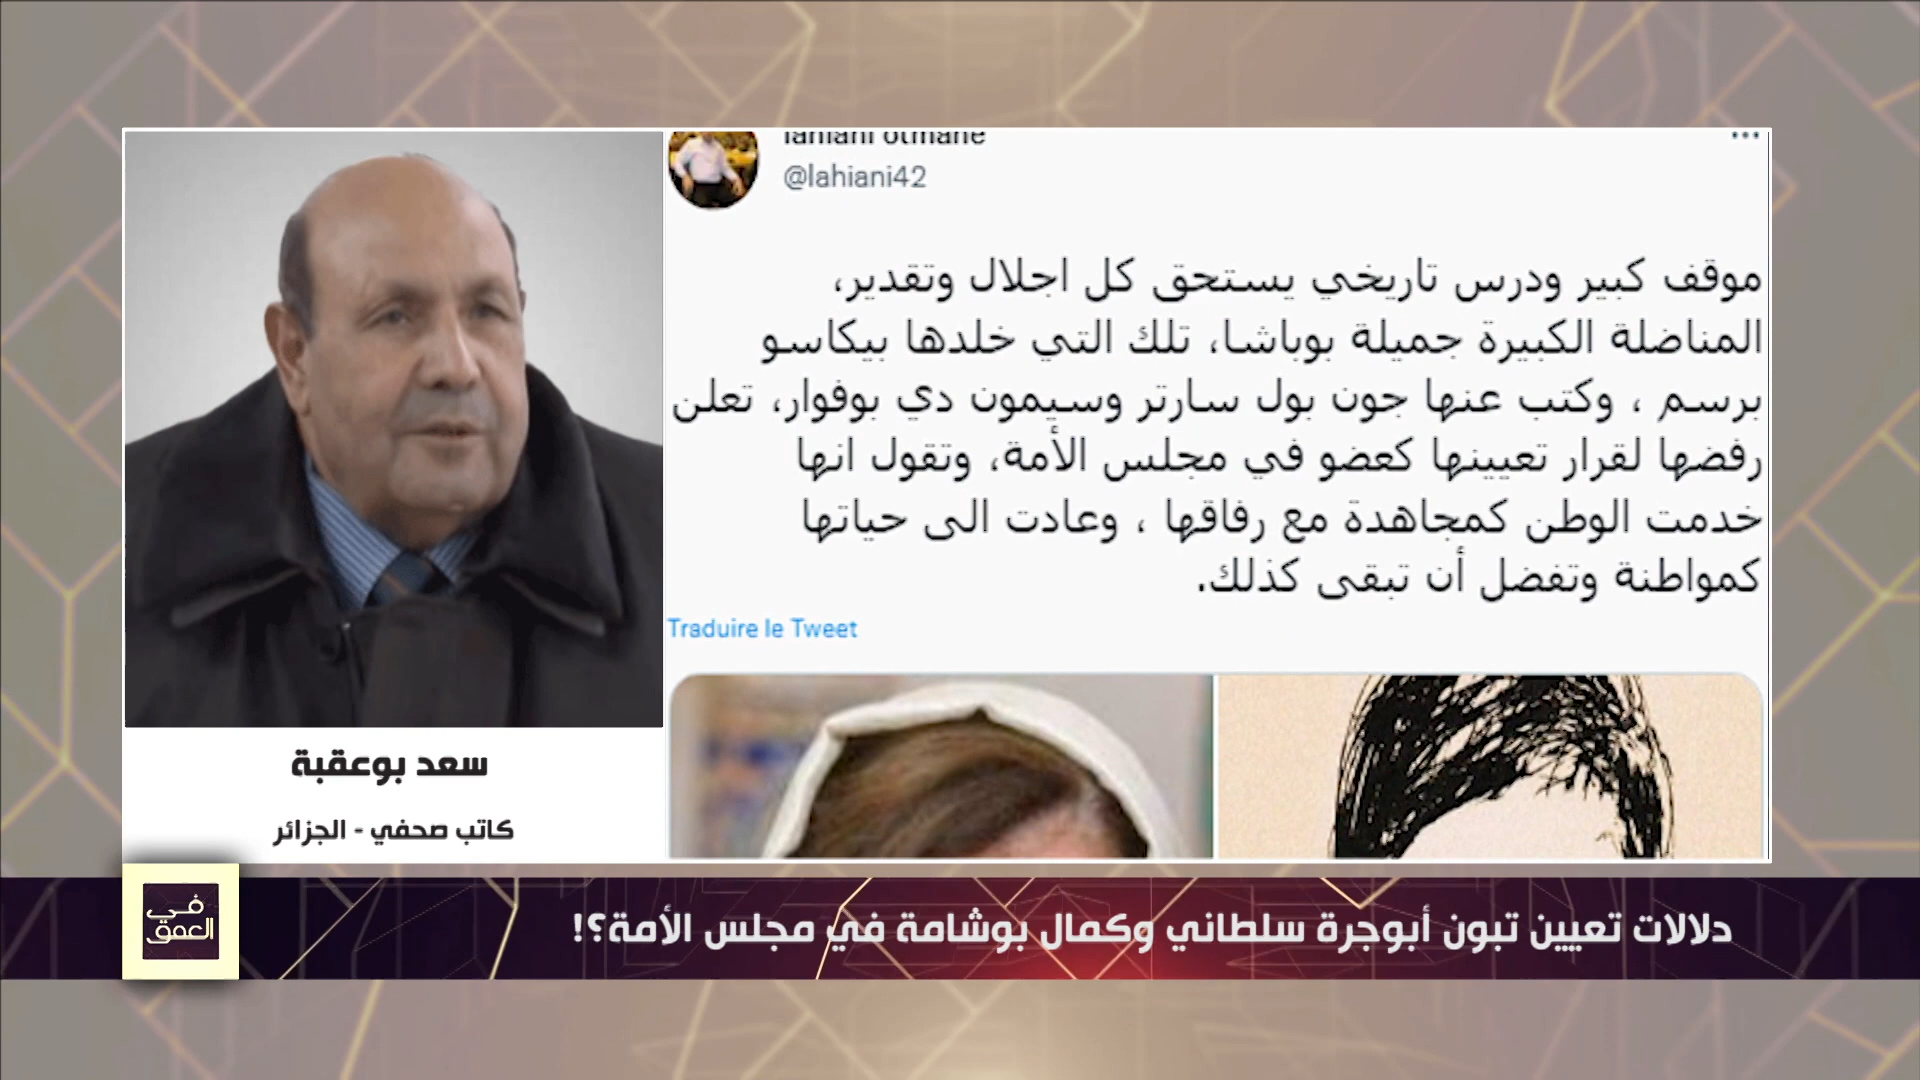 lahiani otmane
@lahiani42
موقف كبير ودرس تاريخي يستحق كل اجلال وتقدير،
المناضلة الكبيرة جميلة بوباشا، تلك التي خلدها بيكاسو
برسم ، وكتب عنها جون بول سارتر وسيمون دي بوفوار، تعلن
رفضها لقرار تعيينها كعضو في مجلس الأمة، وتقول انها
خدمت الوطن كمجاهدة مع رفاقها ، وعادت الى حياتها
كمواطنة وتفضل أن تبقى كذلك.
Traduire le Tweet
سعد بوعقبة
كاتب صحفي - الجزائر
في
العمق
دلالات تعيين تبون أبوجرة سلطاني وكمال بوشامة في مجلس الأمة؟!